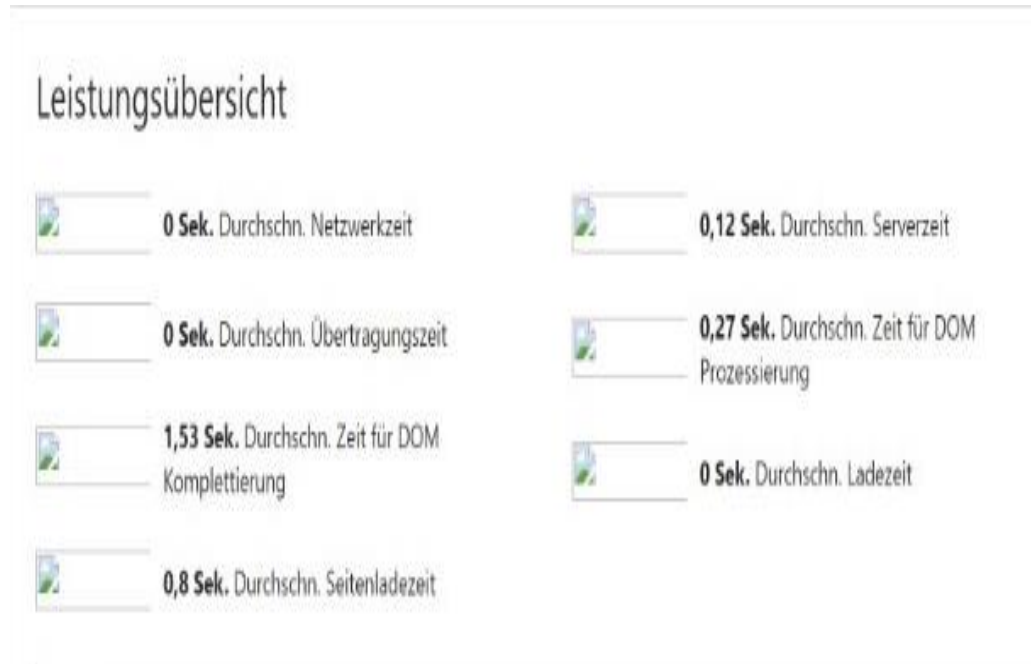 Leistungsübersicht
0 Sek. Durchschn. Netzwerkzeit
0,12 Sek. Durchschn. Serverzeit
0 Sek. Durchschn. Übertragungszeit
0,27 Sek. Durchschn. Zeit für DOM
Prozessierung
1,53 Sek. Durchschn. Zeit für DOM
Komplettierung
0 Sek. Durchschn. Ladezeit
0,8 Sek. Durchschn. Seitenladezeit